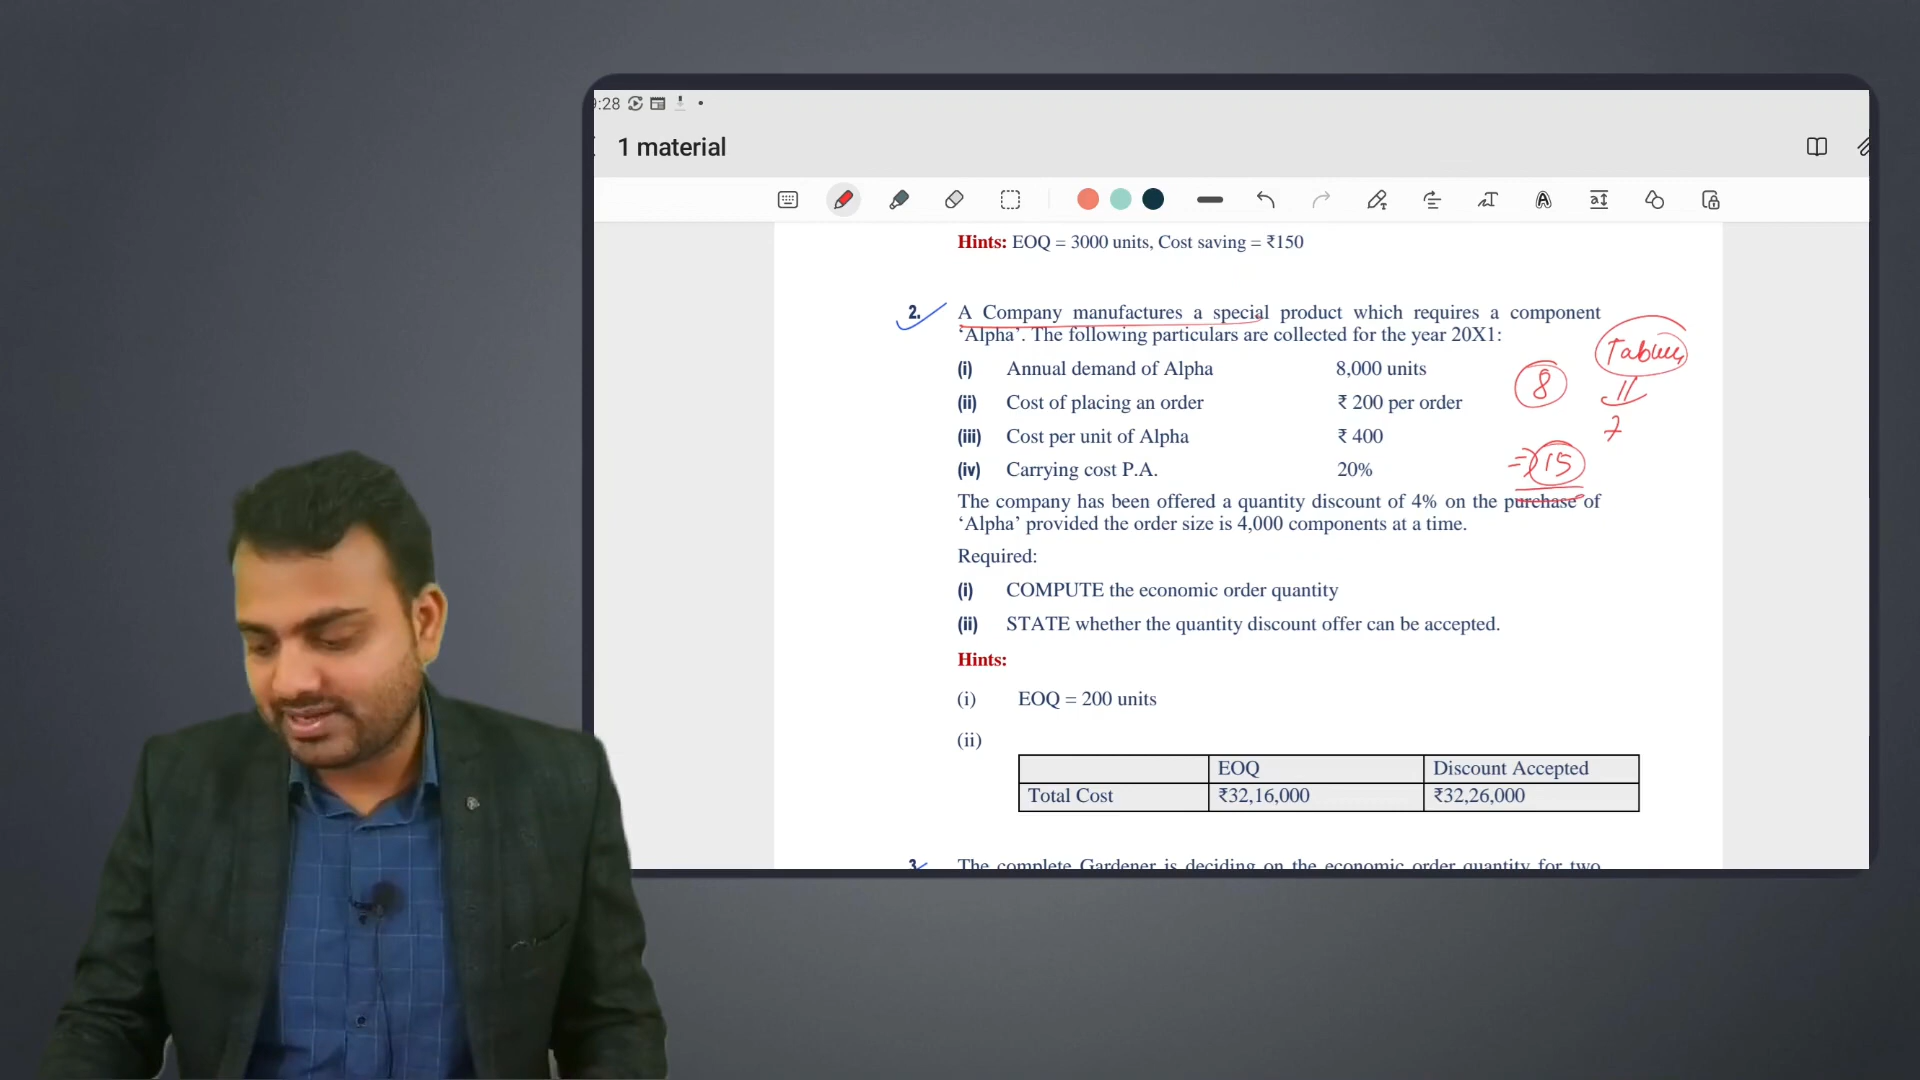 :28
1 material
Hints: EOQ = 3000 units, Cost saving = ₹150
2. A Company manufactures a special product which requires a component
‘Alpha’. The following particulars are collected for the year 20X1:
(i) Annual demand of Alpha 8,000 units
(ii) Cost of placing an order ₹ 200 per order
(iii) Cost per unit of Alpha ₹ 400
(iv) Carrying cost P.A. 20%
8
7
=) 15
The company has been offered a quantity discount of 4% on the purchase of
‘Alpha’ provided the order size is 4,000 components at a time.
Required:
(i) COMPUTE the economic order quantity
(ii) STATE whether the quantity discount offer can be accepted.
Hints:
(i) EOQ = 200 units
(ii)
EOQ Discount Accepted
Total Cost ₹32,16,000 ₹32,26,000
3. The complete Gardener is deciding on the economic order quantity for two